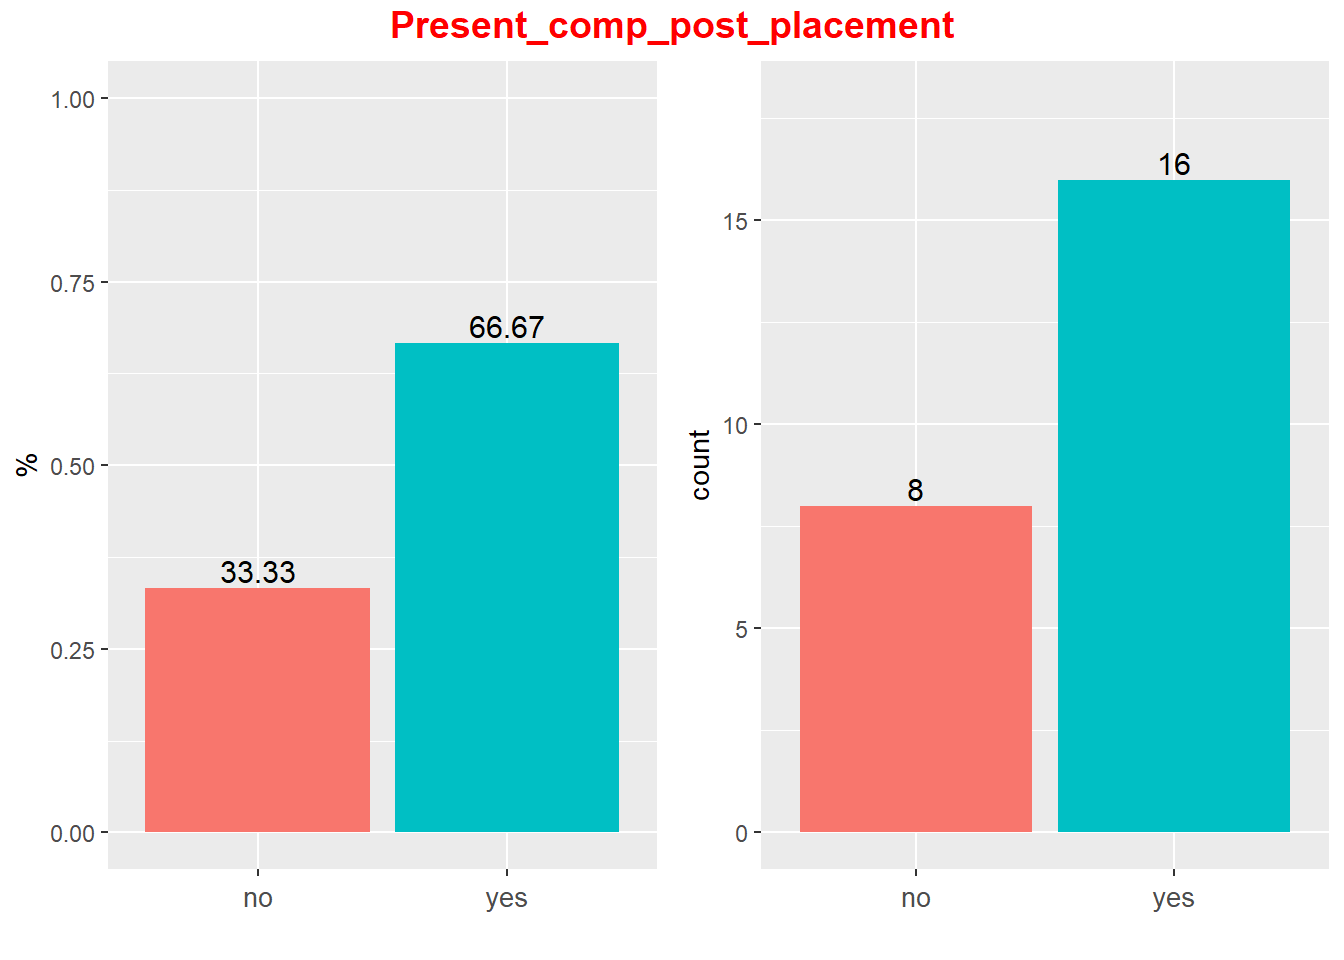 Present_comp_post_placement
%
1.00
0.75
0.50
0.25
0.00
33.33
66.67
no
yes
count
15
10
5
0
8
16
no
yes